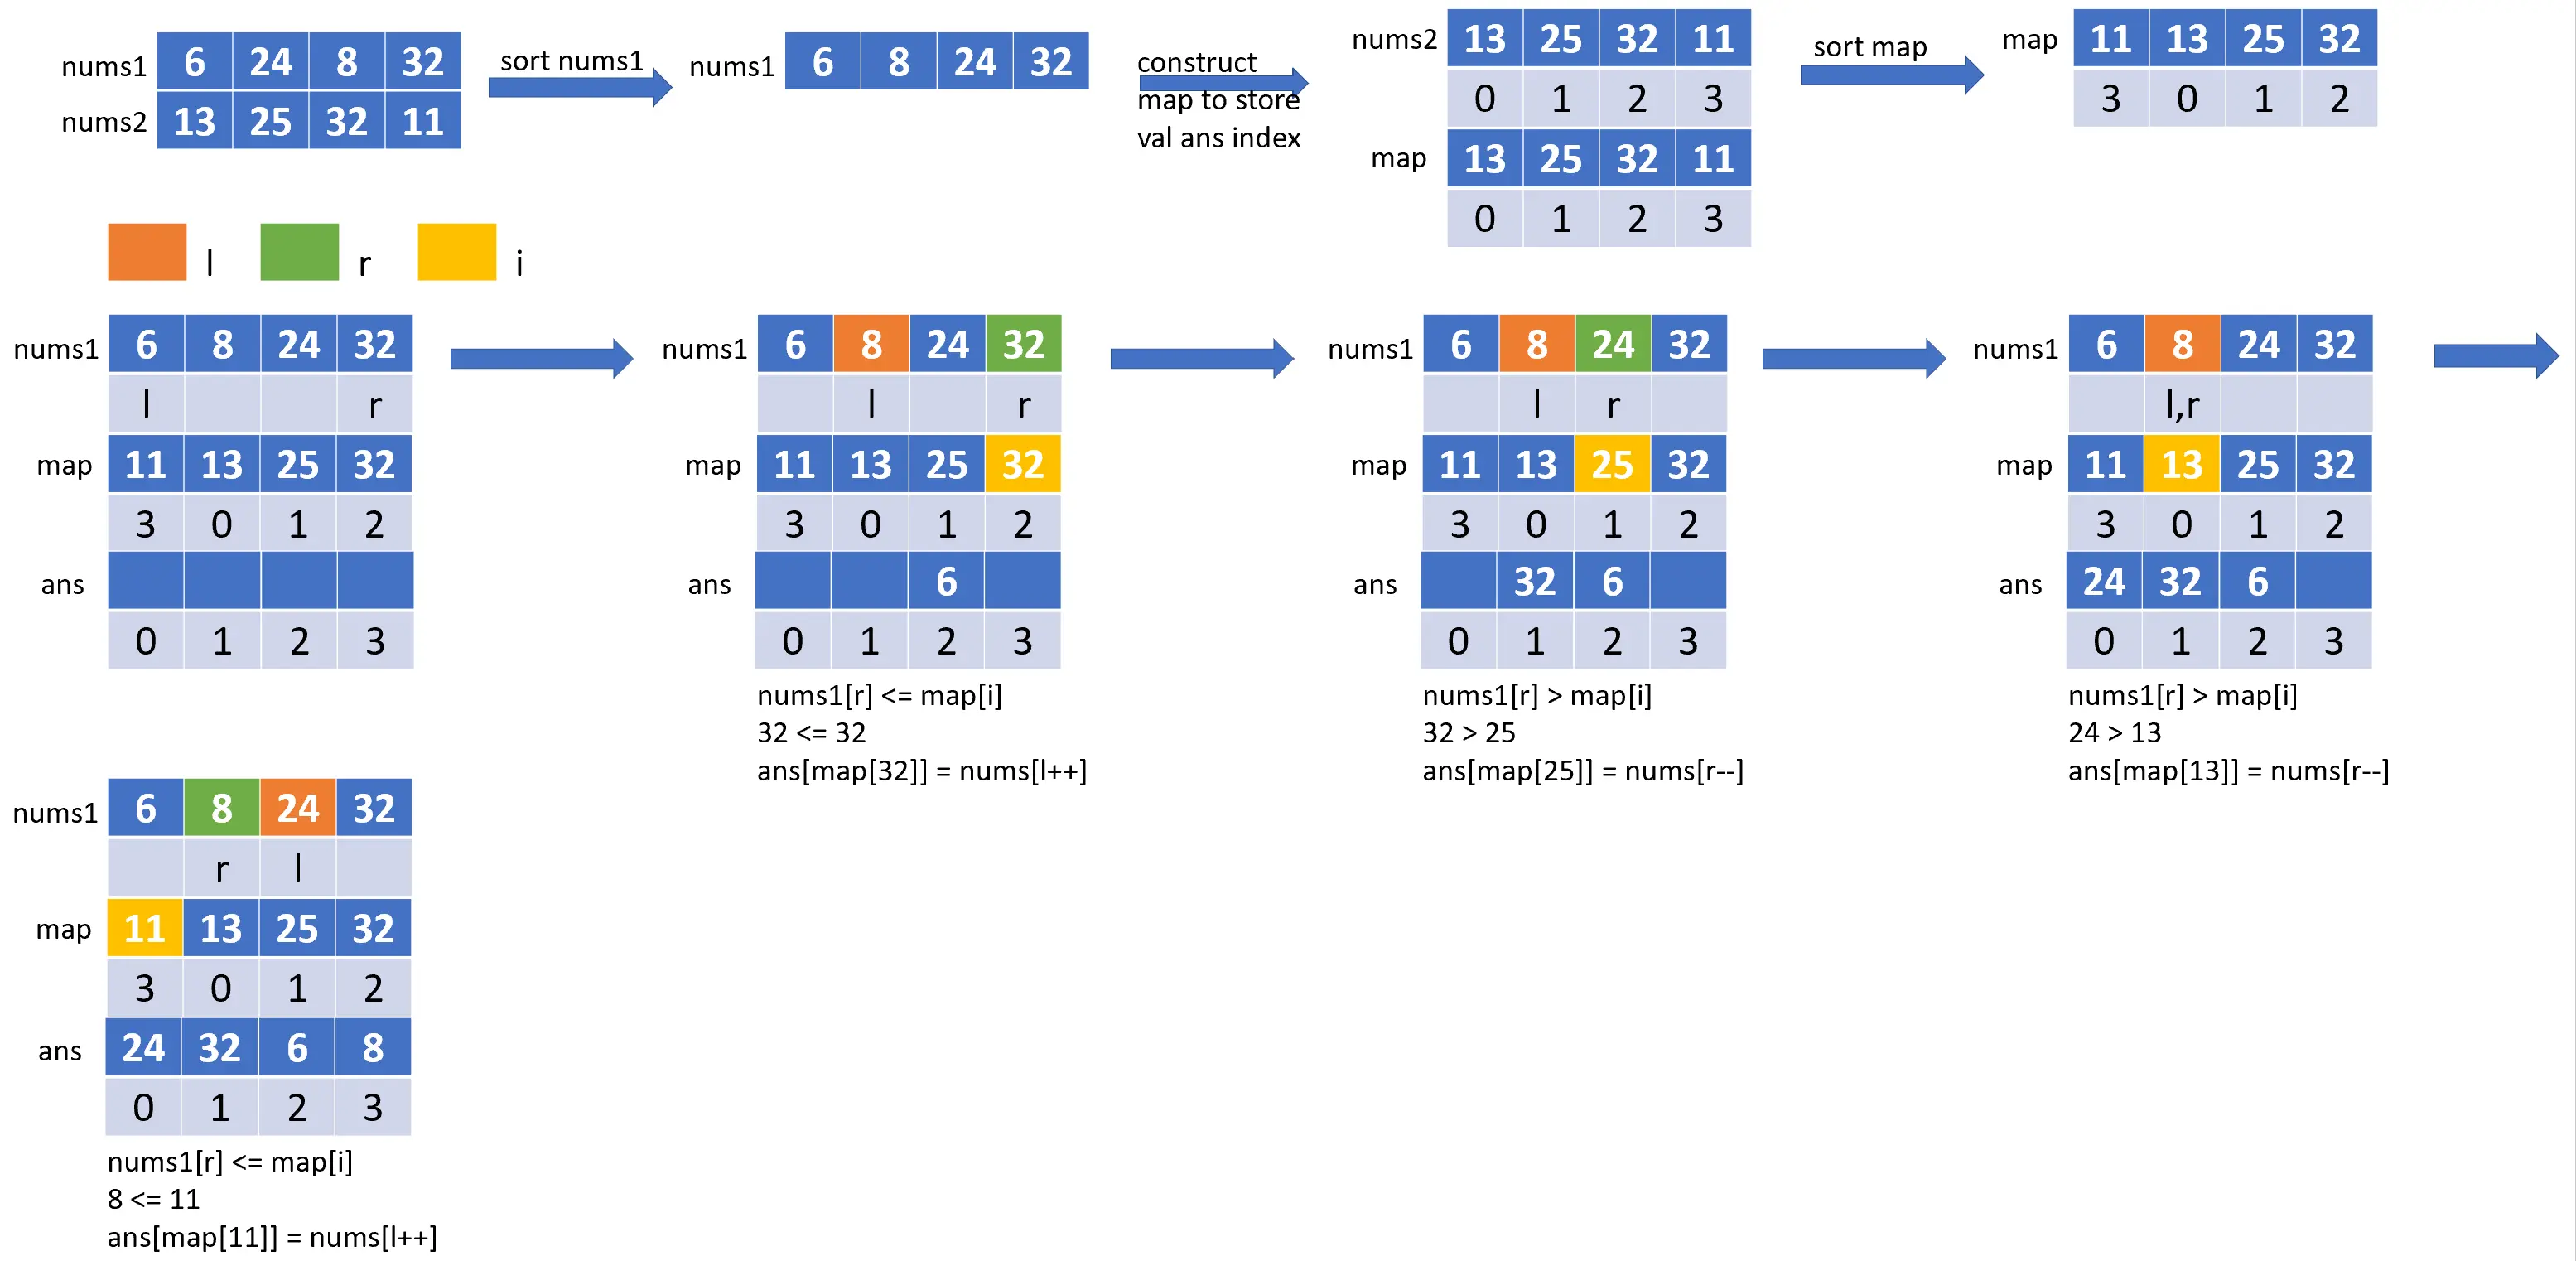 nums1 6 24 8 32
nums2 13 25 32 11
sort nums1
nums1 6 8 24 32
construct
map to store
val ans index
nums2 13 25 32 11
0 1 2 3
map 13 25 32 11
0 1 2 3
sort map
map 11 13 25 32
3 0 1 2
l r i
nums1 6 8 24 32
l r
map 11 13 25 32
3 0 1 2
ans
0 1 2 3
nums1 6 8 24 32
l r
map 11 13 25 32
3 0 1 2
ans 6
0 1 2 3
nums1[r] <= map[i]
32 <= 32
ans[map[32]] = nums[l++]
nums1 6 8 24 32
l r
map 11 13 25 32
3 0 1 2
ans 32 6
0 1 2 3
nums1[r] > map[i]
32 > 25
ans[map[25]] = nums[r--]
nums1 6 8 24 32
l,r
map 11 13 25 32
3 0 1 2
ans 24 32 6
0 1 2 3
nums1[r] > map[i]
24 > 13
ans[map[13]] = nums[r--]
nums1 6 8 24 32
r l
map 11 13 25 32
3 0 1 2
ans 24 32 6 8
0 1 2 3
nums1[r] <= map[i]
8 <= 11
ans[map[11]] = nums[l++]